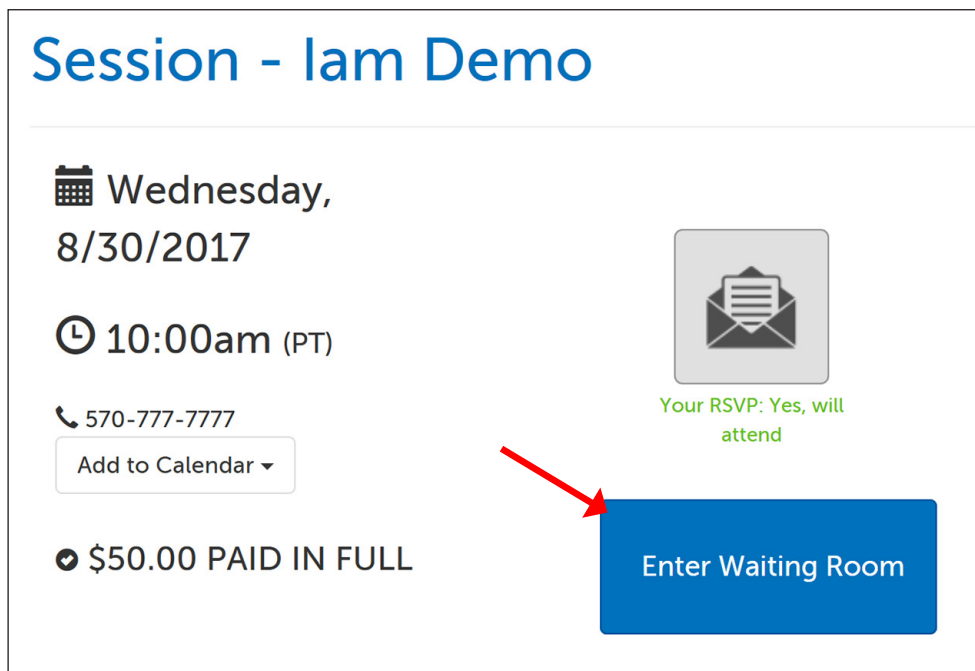 Session - Iam Demo
Wednesday,
8/30/2017
10:00am (PT)
570-777-7777
Add to Calendar
$50.00 PAID IN FULL
Your RSVP: Yes, will
attend
Enter Waiting Room